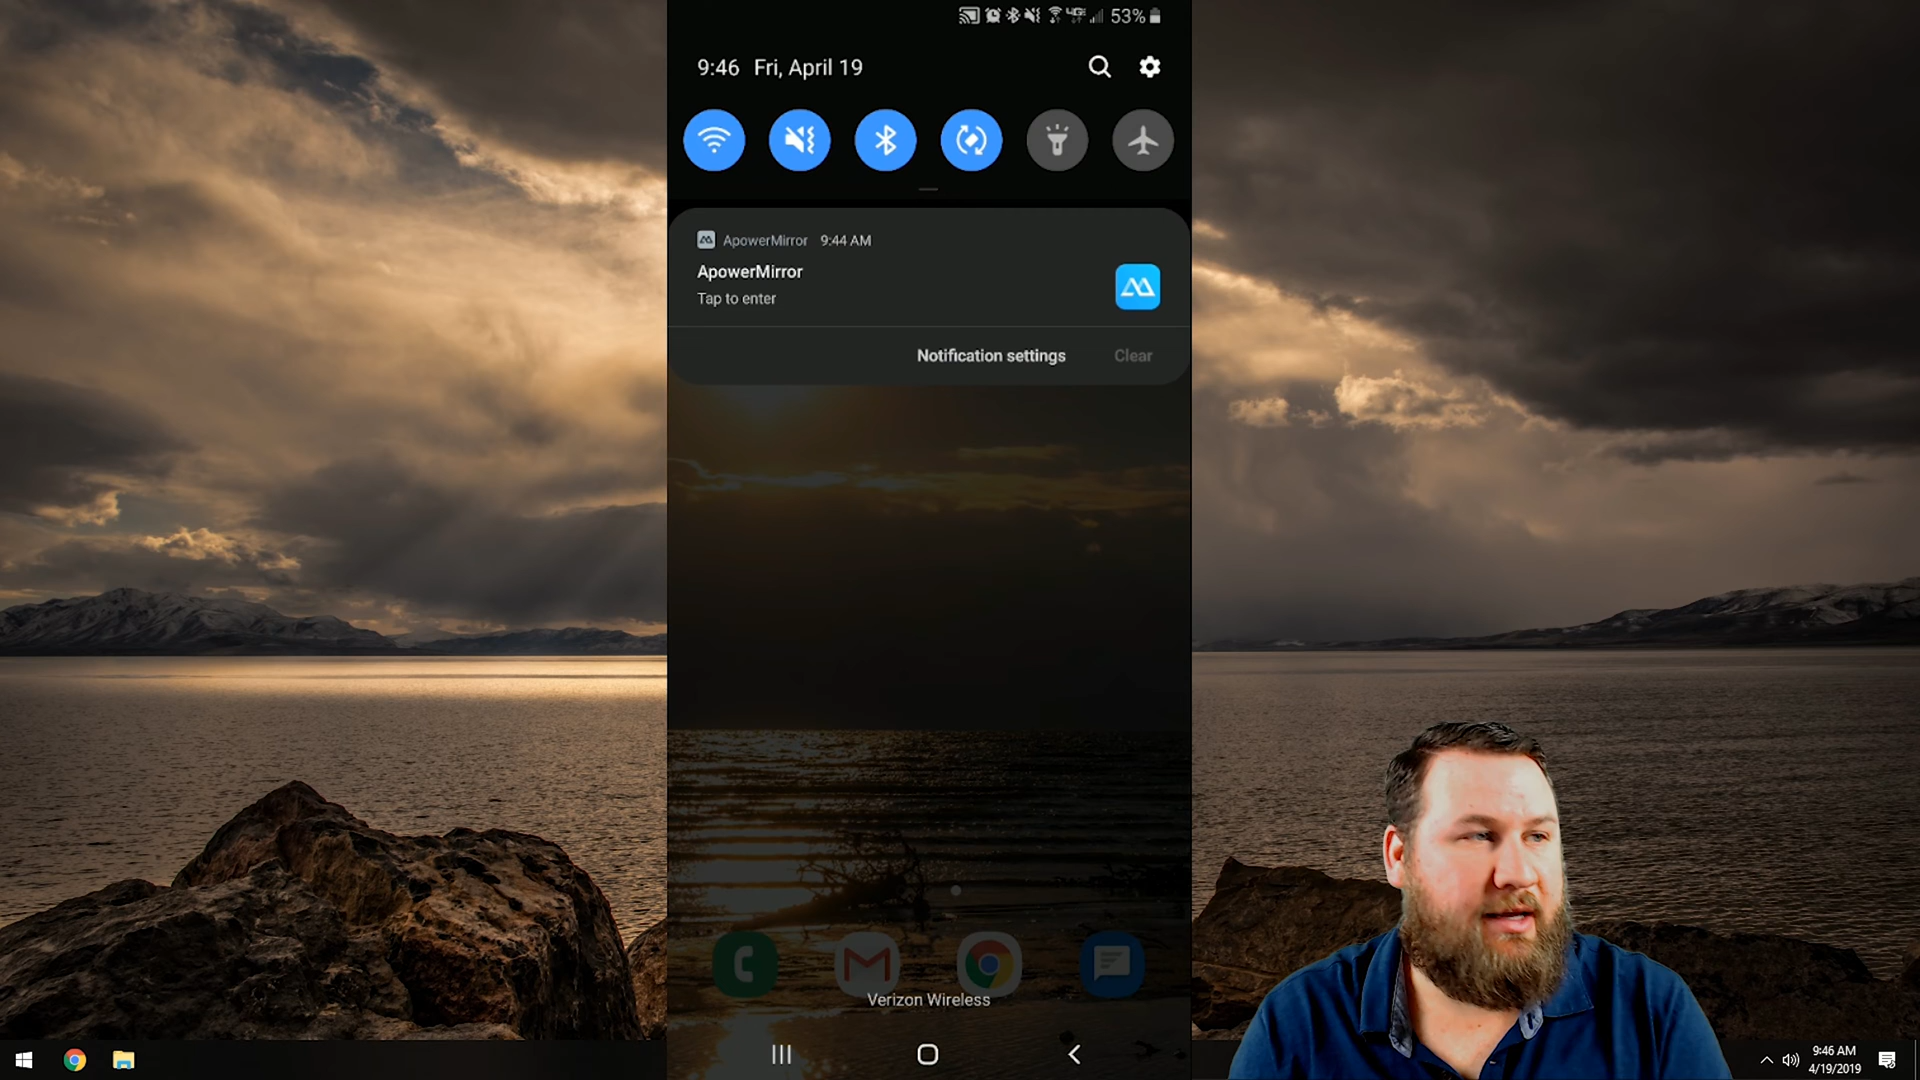 53%
9:46 Fri, April 19
ApowerMirror 9:44 AM
ApowerMirror
Tap to enter
Notification settings Clear
Verizon Wireless
9:46 AM
4/19/2019